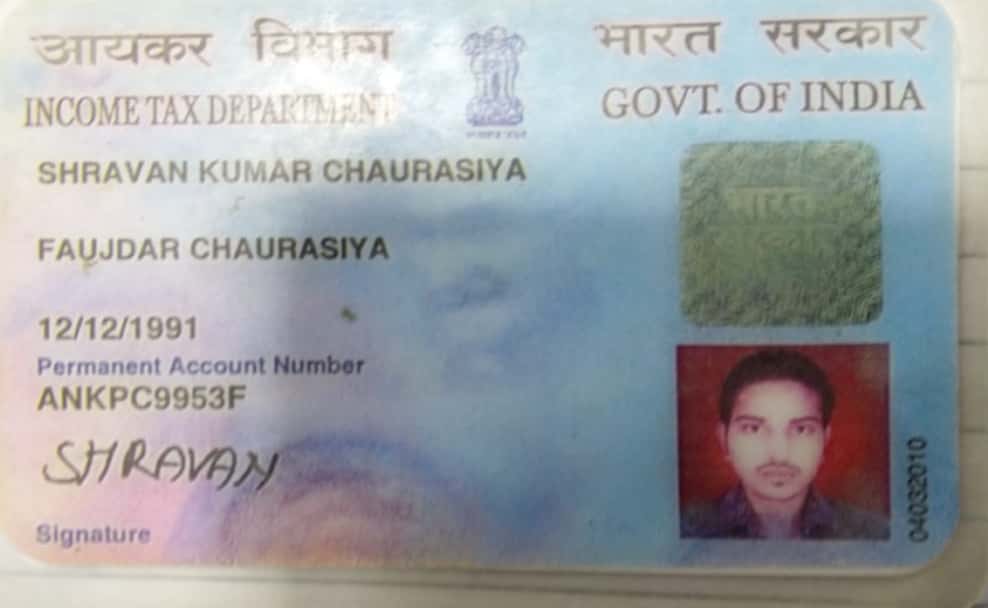 आयकर विभाग
भारत सरकार
INCOME TAX DEPARTMENT
GOVT. OF INDIA
SHRAVAN KUMAR CHAURASIYA
FAUJDAR CHAURASIYA
12/12/1991
Permanent Account Number
ANKPC9953F
SHRAVAN
Signature
भारत
04032010